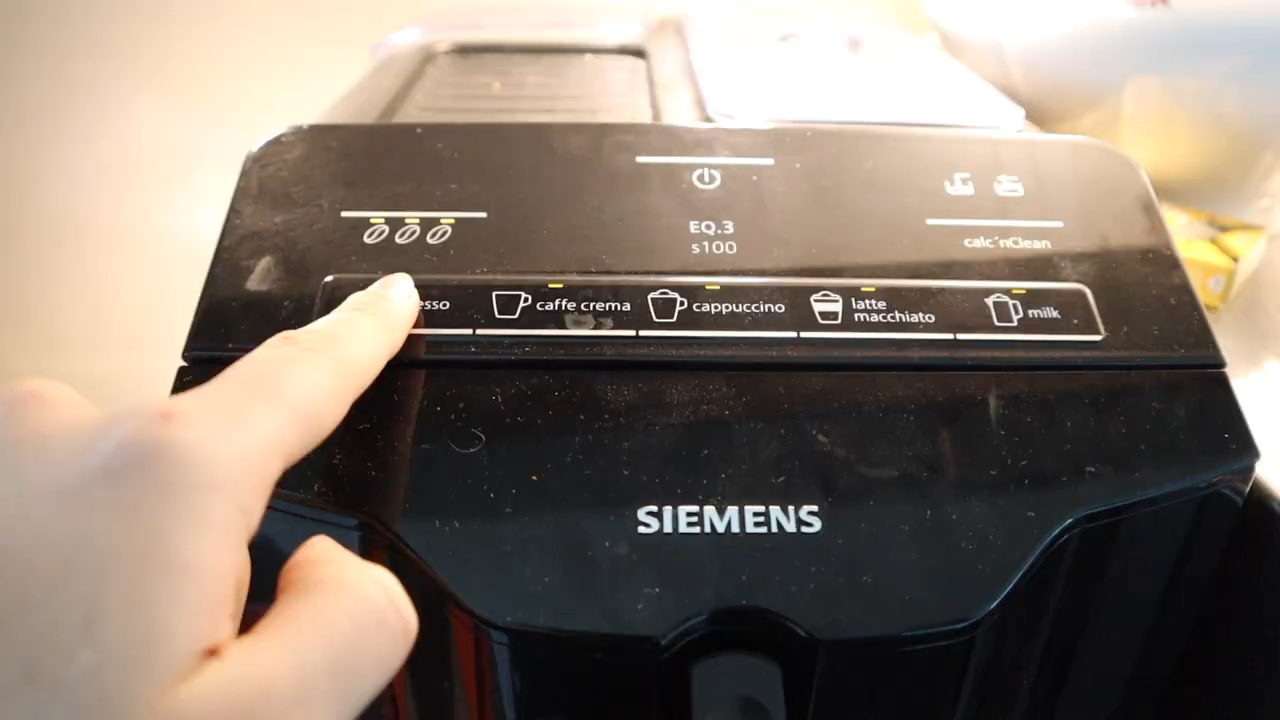 EQ.3
s100
calc'nClean
esso
caffe crema
cappuccino
latte
macchiato
milk
SIEMENS